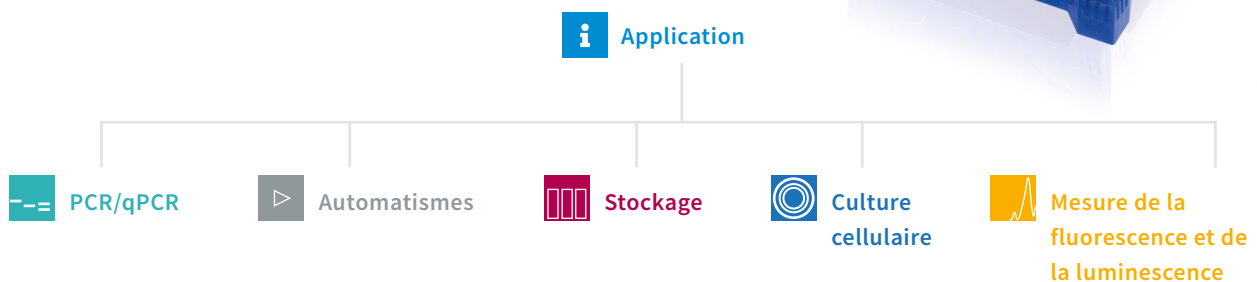 Application
PCR/qPCR
Automatismes
Stockage
Culture
cellulaire
Mesure de la
fluorescence et de
la luminescence